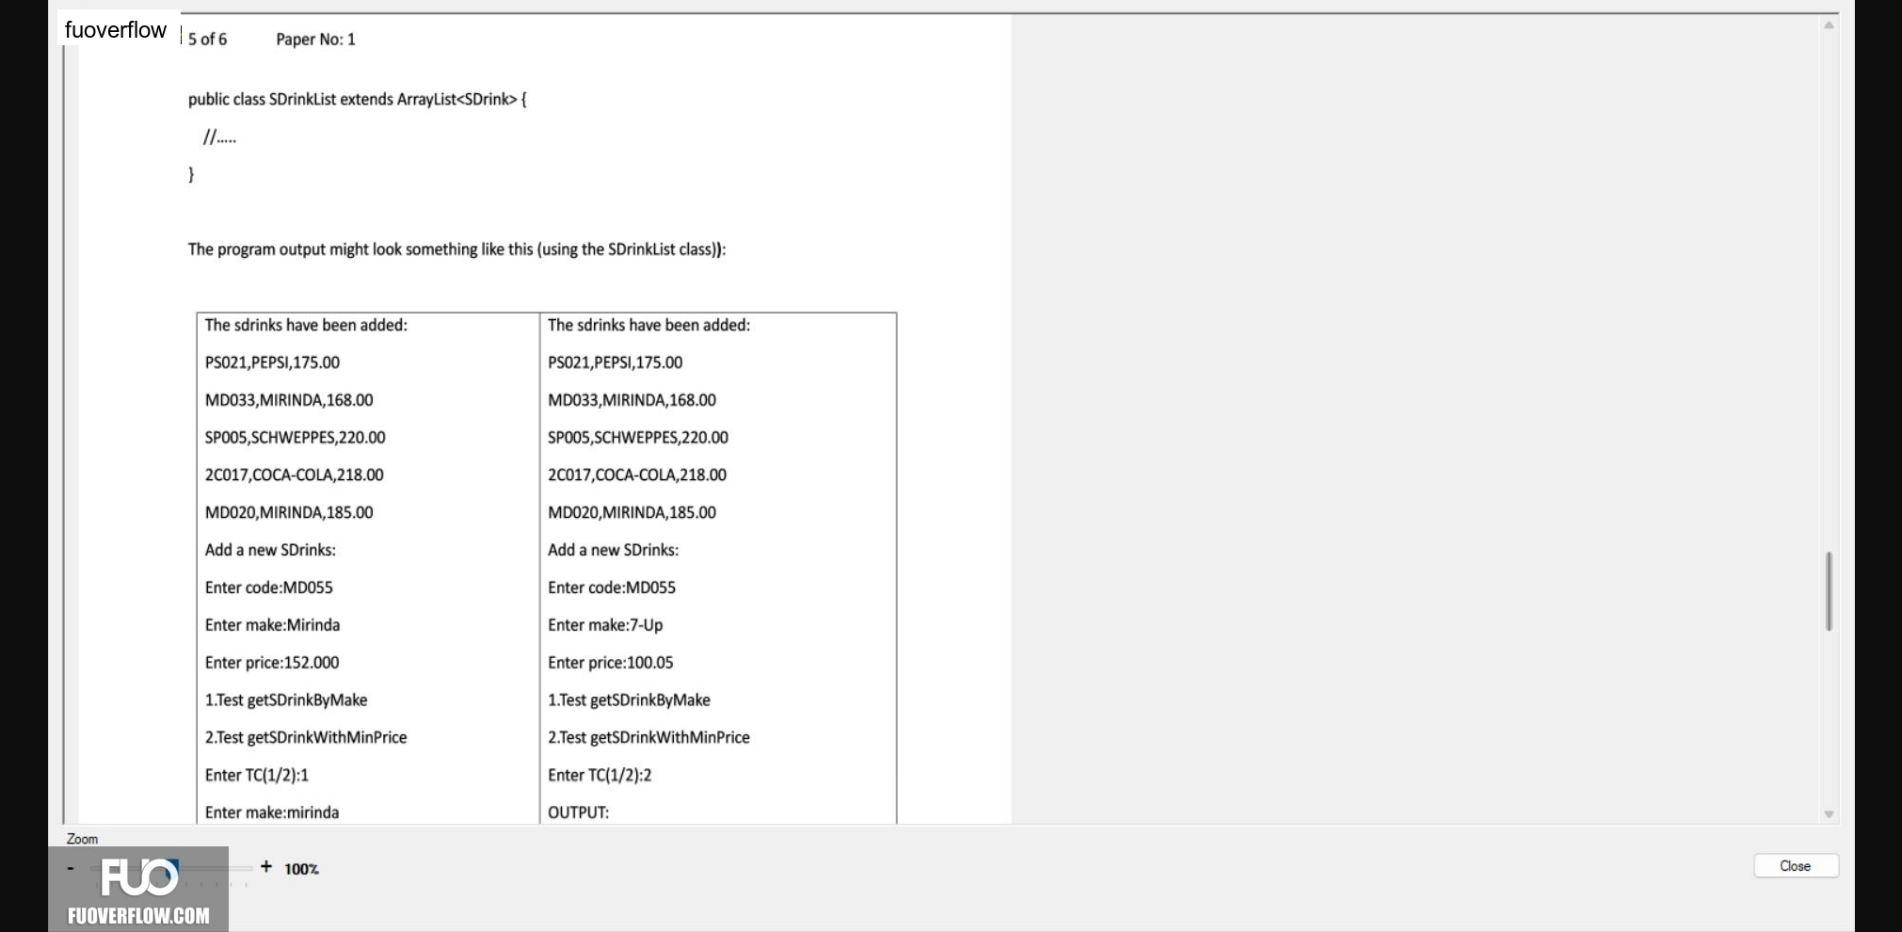 fuoverflow
5 of 6 Paper No: 1
public class SDrinkList extends ArrayList<SDrink> {
//.....
}
The program output might look something like this (using the SDrinkList class)):
The sdrinks have been added:
PS021,PEPSI,175.00
MD033,MIRINDA,168.00
SP005,SCHWEPPES,220.00
2C017,COCA-COLA,218.00
MD020,MIRINDA,185.00
Add a new SDrinks:
Enter code:MD055
Enter make:Mirinda
Enter price:152.000
1.Test getSDrinkByMake
2.Test getSDrinkWithMinPrice
Enter TC(1/2):1
Enter make:mirinda
The sdrinks have been added:
PS021,PEPSI,175.00
MD033,MIRINDA,168.00
SP005,SCHWEPPES,220.00
2C017,COCA-COLA,218.00
MD020,MIRINDA,185.00
Add a new SDrinks:
Enter code:MD055
Enter make:7-Up
Enter price:100.05
1.Test getSDrinkByMake
2.Test getSDrinkWithMinPrice
Enter TC(1/2):2
OUTPUT:
Zoom
- + 100%
Close
FUO
FUOVERFLOW.COM